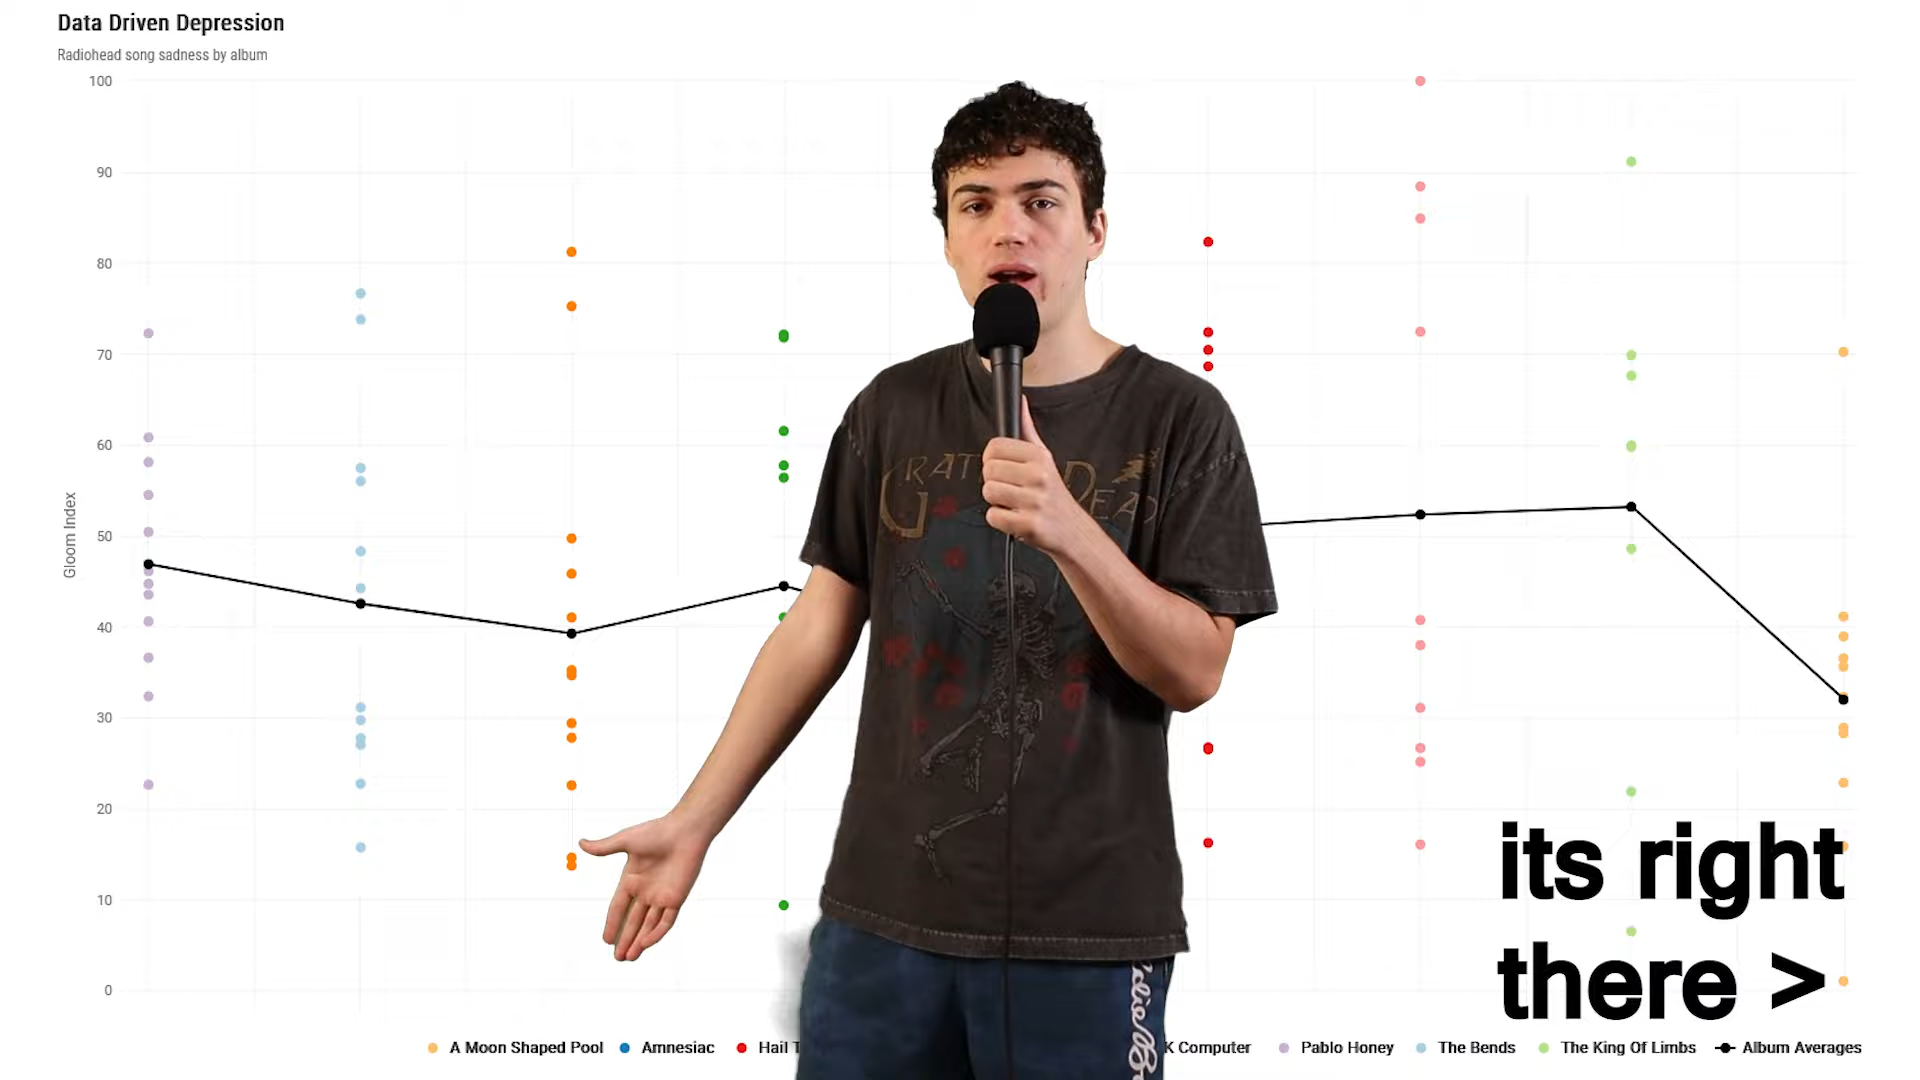 Data Driven Depression
Radiohead song sadness by album
100
90
80
70
60
50
40
30
20
10
0
Gloom Index
GRAT DEAD
its right
there >
A Moon Shaped Pool Amnesiac Hail T K Computer Pablo Honey The Bends The King Of Limbs Album Averages